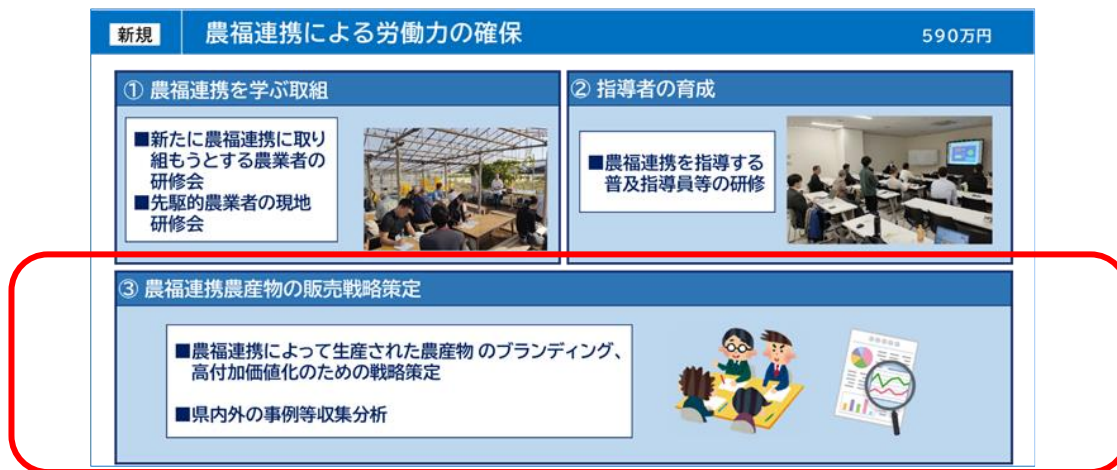 新規
農福連携による労働力の確保
590万円
① 農福連携を学ぶ取組
■新たに農福連携に取り
組もうとする農業者の
研修会
■先駆的農業者の現地
研修会
② 指導者の育成
■農福連携を指導する
普及指導員等の研修
③ 農福連携農産物の販売戦略策定
■農福連携によって生産された農産物 のブランディング、
高付加価値化のための戦略策定
■県内外の事例等収集分析